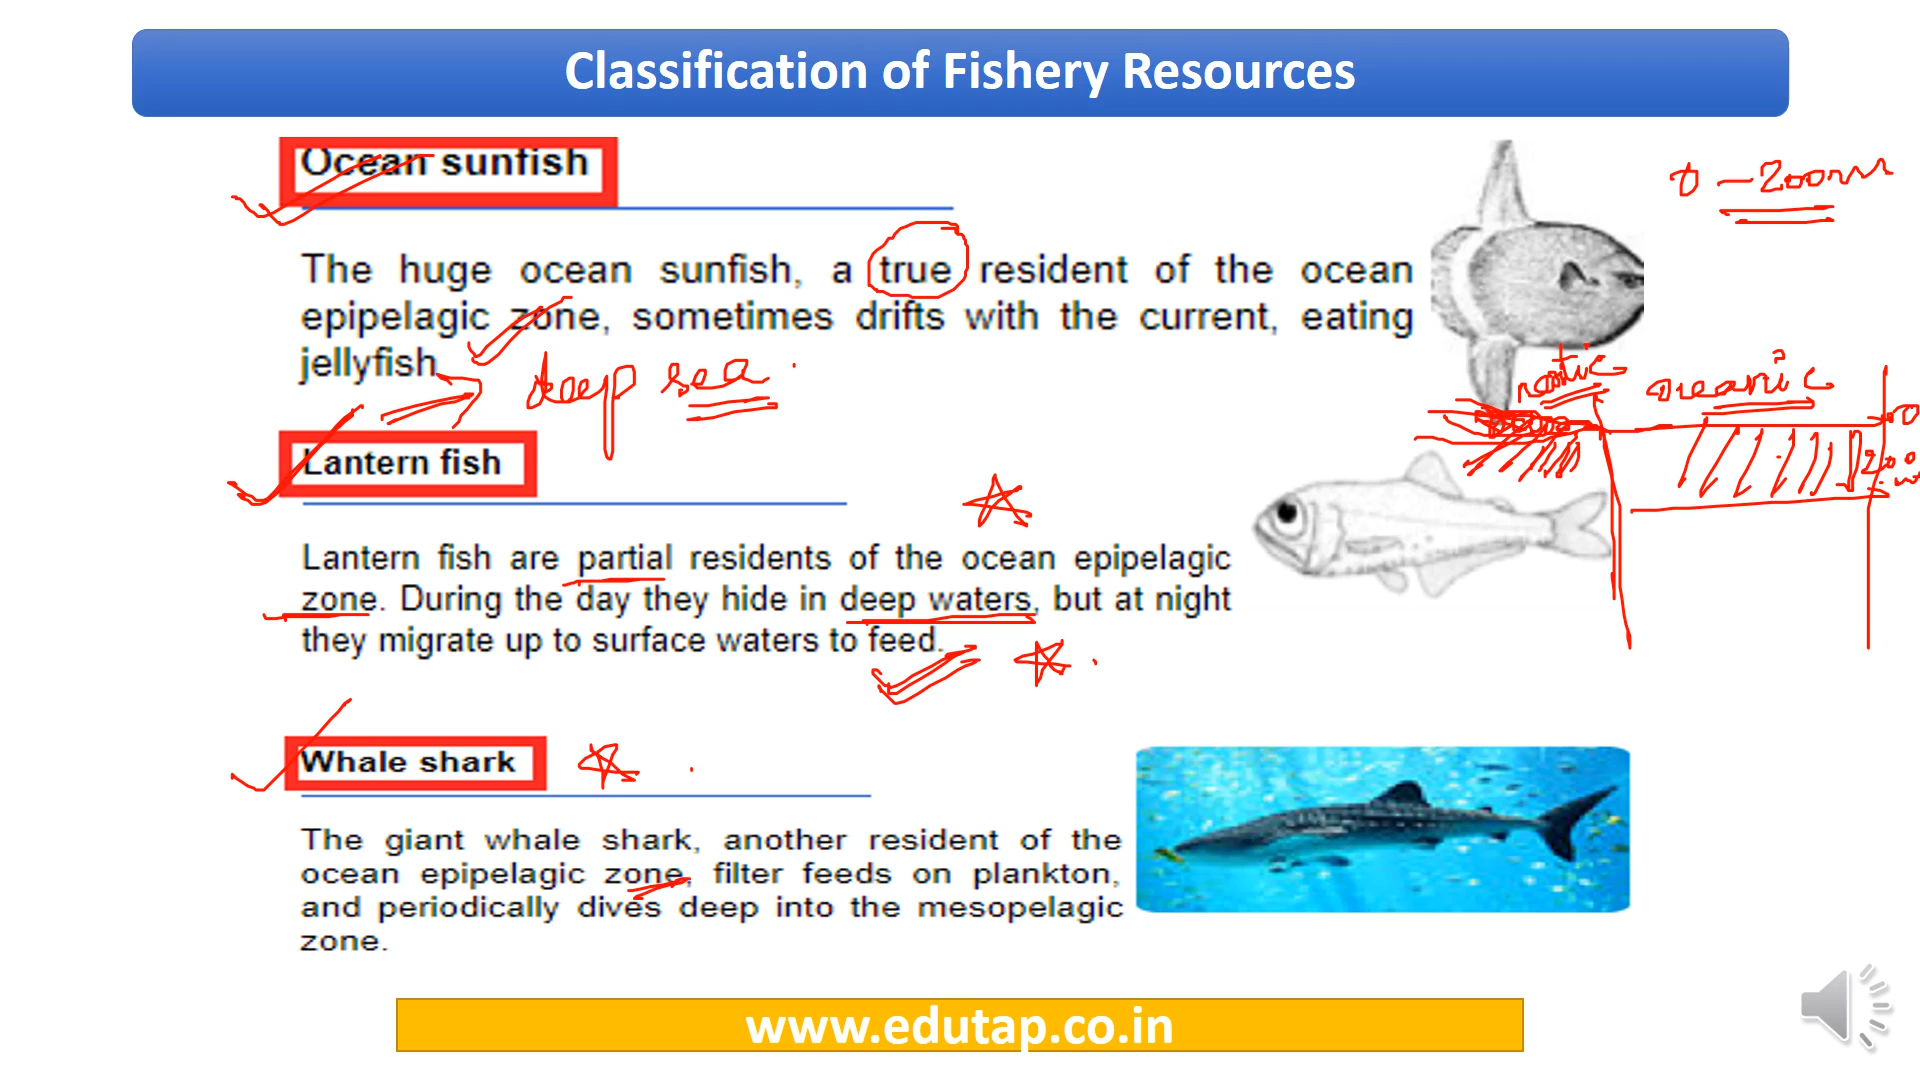 Classification of Fishery Resources
Ocean sunfish
0 - 200m
The huge ocean sunfish, a true resident of the ocean
epipelagic zone, sometimes drifts with the current, eating
jellyfish.
deep sea
neritic oceanic
0
200
Lantern fish
Lantern fish are partial residents of the ocean epipelagic
zone. During the day they hide in deep waters, but at night
they migrate up to surface waters to feed.
Whale shark
The giant whale shark, another resident of the
ocean epipelagic zone, filter feeds on plankton,
and periodically dives deep into the mesopelagic
zone.
www.edutap.co.in